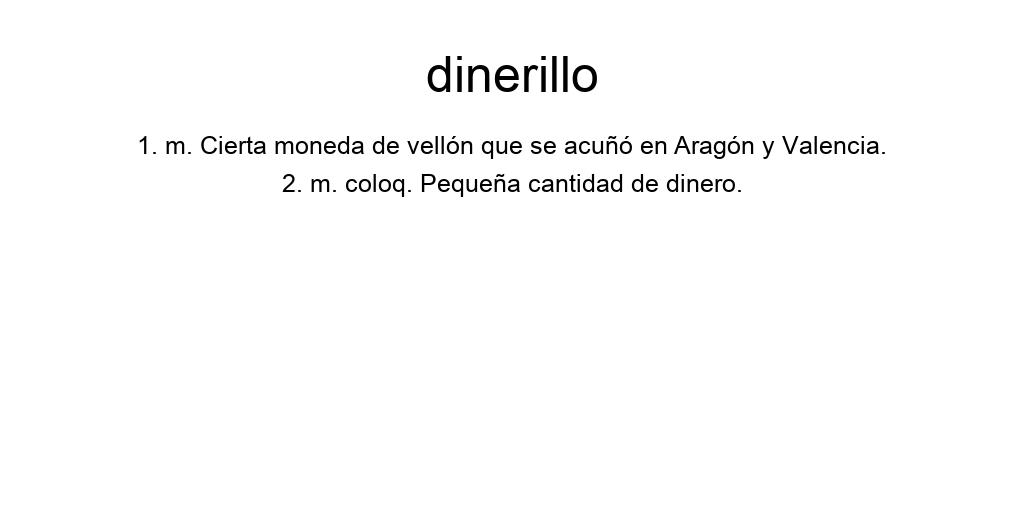 dinerillo
1. m. Cierta moneda de vellón que se acuñó en Aragón y Valencia.
2. m. coloq. Pequeña cantidad de dinero.